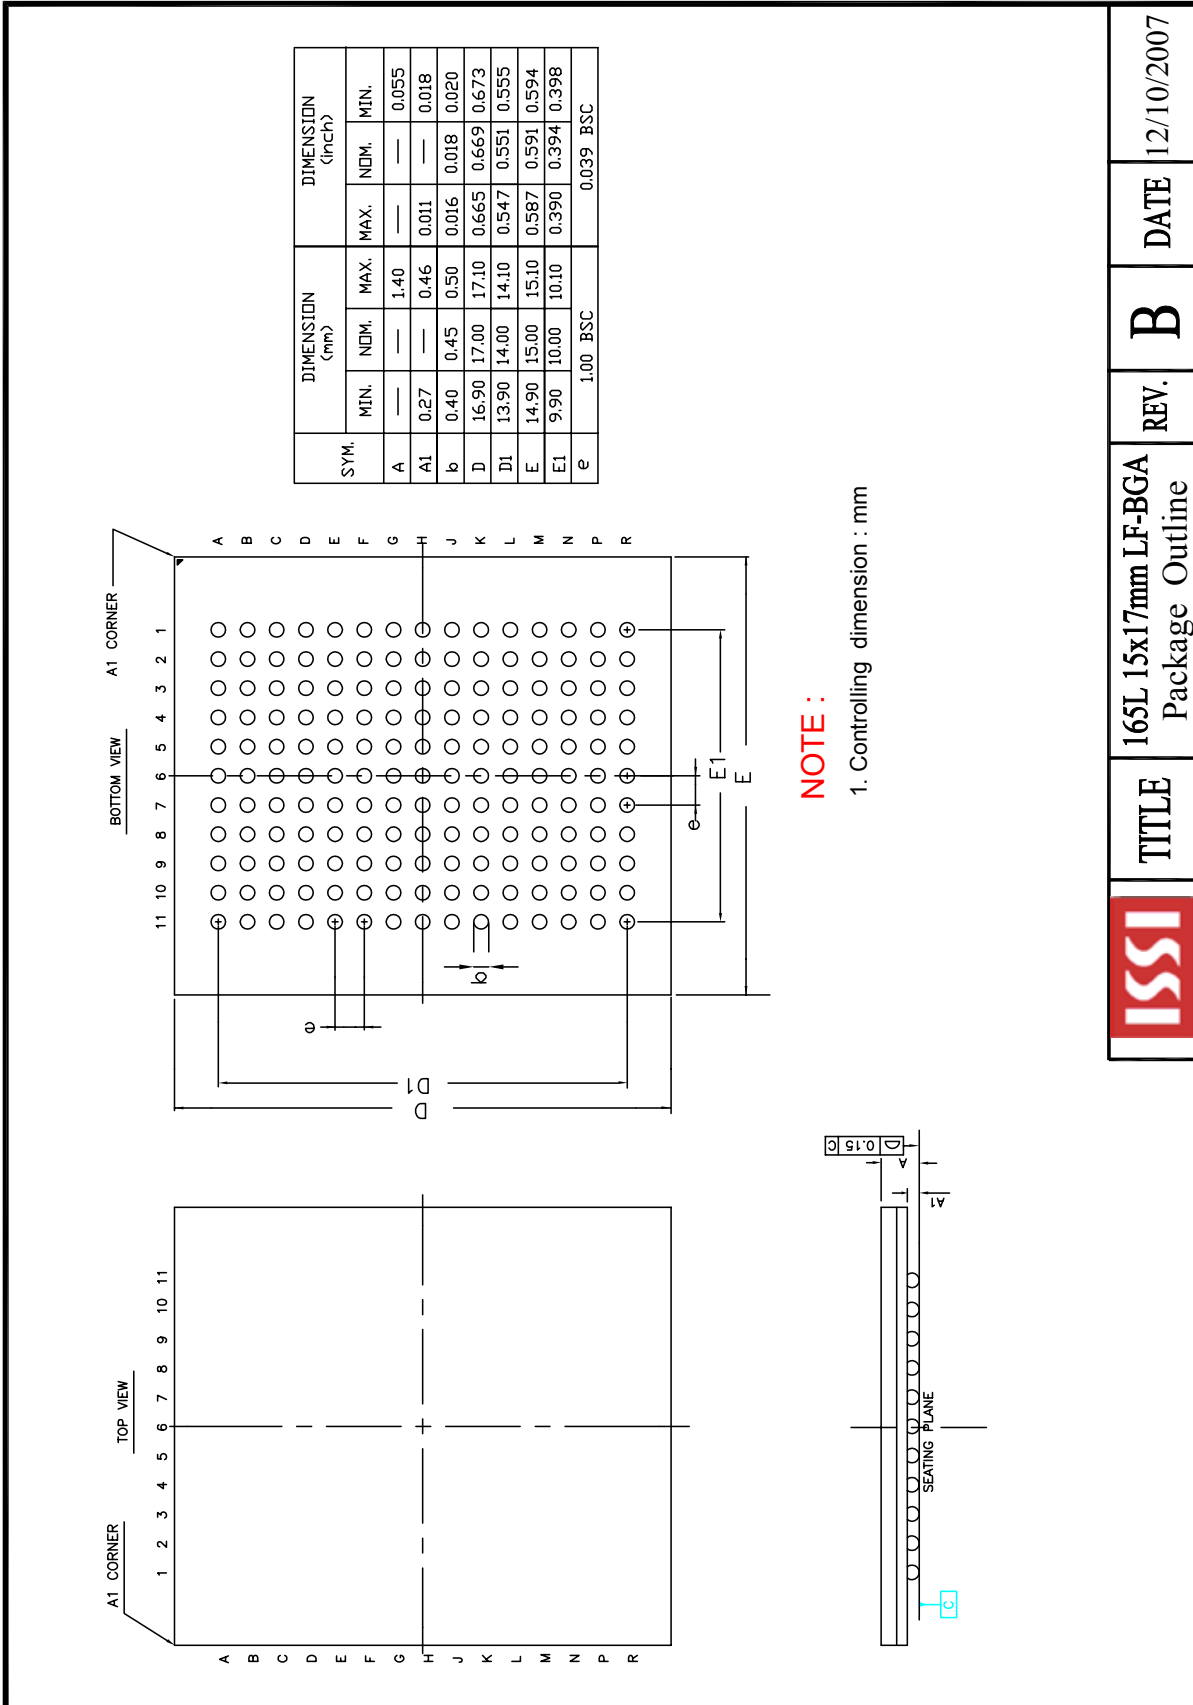 TOP VIEW
A1 CORNER
1 2 3 4 5 6 7 8 9 10 11
A
B
C
D
E
F
G
H
J
K
L
M
N
P
R
BOTTOM VIEW
A1 CORNER
11 10 9 8 7 6 5 4 3 2 1
A
B
C
D
E
F
G
H
J
K
L
M
N
P
R
e
D1
D
b
e
E1
E
SYM. DIMENSION (mm) DIMENSION (inch)
MIN. NOM. MAX. MAX. NOM. MIN.
A — — 1.40 — — 0.055
A1 0.27 — 0.46 0.011 — 0.018
b 0.40 0.45 0.50 0.016 0.018 0.020
D 16.90 17.00 17.10 0.665 0.669 0.673
D1 13.90 14.00 14.10 0.547 0.551 0.555
E 14.90 15.00 15.10 0.587 0.591 0.594
E1 9.90 10.00 10.10 0.390 0.394 0.398
e 1.00 BSC 0.039 BSC
C
SEATING PLANE
A1
A
D 0.15 C
NOTE :
1. Controlling dimension : mm
ISSI
TITLE
165L 15x17mm LF-BGA
Package Outline
REV.
B
DATE
12/10/2007